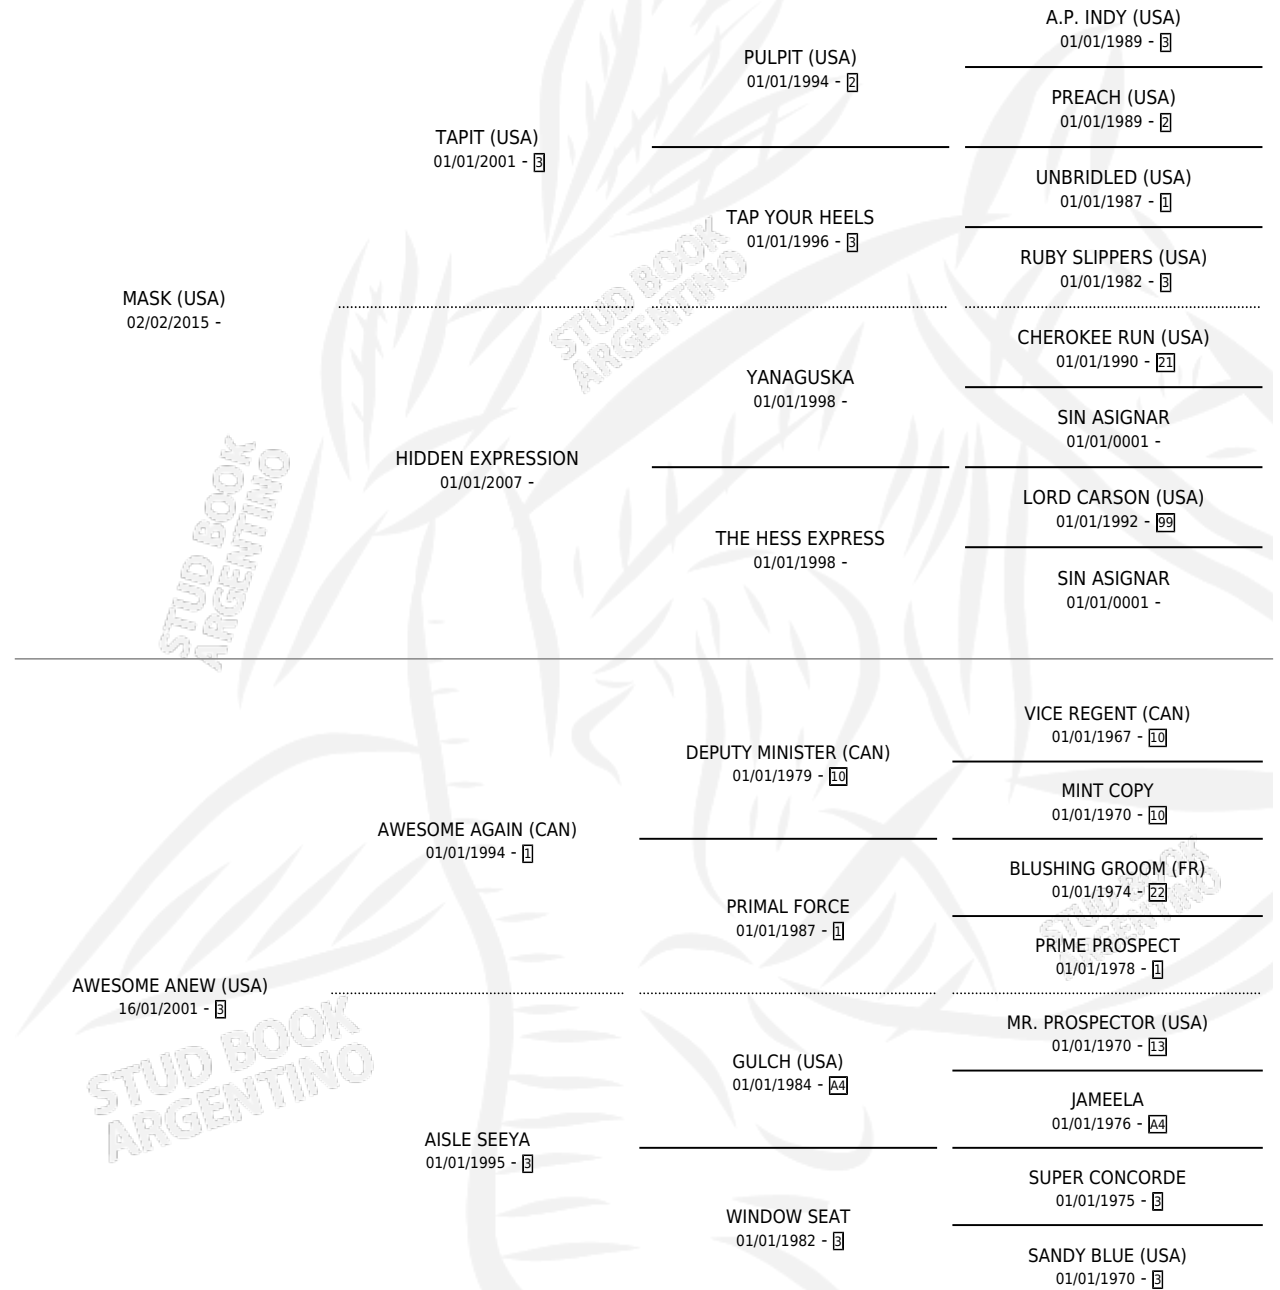 A.P. INDY (USA)
01/01/1989 - 3
PULPIT (USA)
01/01/1994 - 2
PREACH (USA)
01/01/1989 - 2
TAPIT (USA)
01/01/2001 - 3
UNBRIDLED (USA)
01/01/1987 - 1
TAP YOUR HEELS
01/01/1996 - 3
RUBY SLIPPERS (USA)
01/01/1982 - 3
MASK (USA)
02/02/2015 -
CHEROKEE RUN (USA)
01/01/1990 - 21
YANAGUSKA
01/01/1998 -
SIN ASIGNAR
01/01/0001 -
HIDDEN EXPRESSION
01/01/2007 -
LORD CARSON (USA)
01/01/1992 - 99
THE HESS EXPRESS
01/01/1998 -
SIN ASIGNAR
01/01/0001 -
VICE REGENT (CAN)
01/01/1967 - 10
DEPUTY MINISTER (CAN)
01/01/1979 - 10
MINT COPY
01/01/1970 - 10
AWESOME AGAIN (CAN)
01/01/1994 - 1
BLUSHING GROOM (FR)
01/01/1974 - 22
PRIMAL FORCE
01/01/1987 - 1
PRIME PROSPECT
01/01/1978 - 1
AWESOME ANEW (USA)
16/01/2001 - 3
MR. PROSPECTOR (USA)
01/01/1970 - 13
GULCH (USA)
01/01/1984 - A4
JAMEELA
01/01/1976 - A4
AISLE SEEYA
01/01/1995 - 3
SUPER CONCORDE
01/01/1975 - 3
WINDOW SEAT
01/01/1982 - 3
SANDY BLUE (USA)
01/01/1970 - 3
STUD BOOK
ARGENTINO
STUD BOOK
ARGENTINO
STUD BOOK
ARGENTINO
STUD BOOK
ARGENTINO